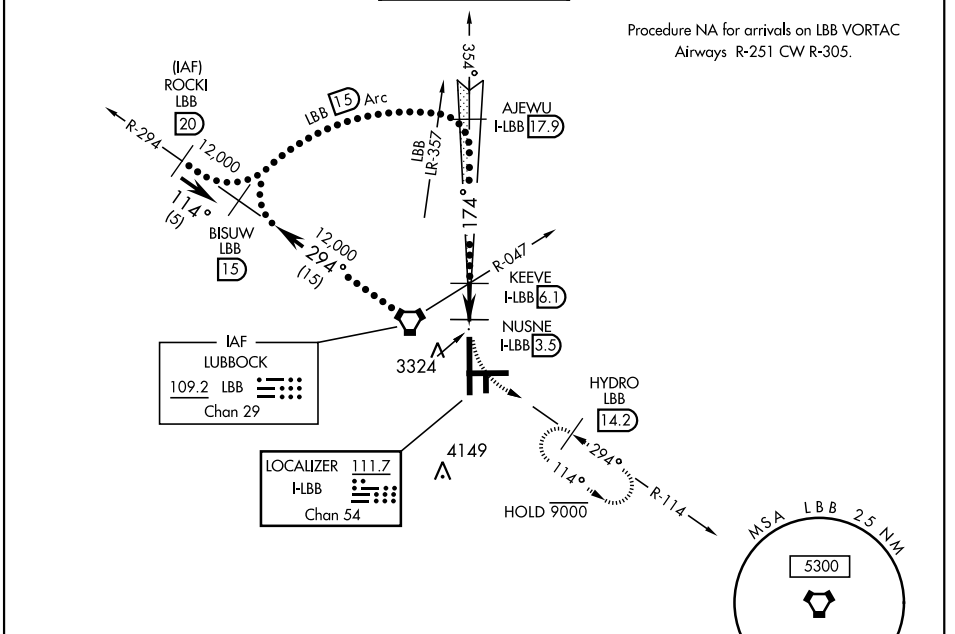 Procedure NA for arrivals on LBB VORTAC
Airways R-251 CW R-305.
354°
(IAF)
ROCKI
LBB
20
R-294
12,000
LBB 15 Arc
LBB
LR-357
AJEWU
I-LBB 17.9
114°
(5)
BISUW
LBB
15
12,000
294°
(15)
174°
R-047
KEEVE
I-LBB 6.1
NUSNE
I-LBB 3.5
3324
IAF
LUBBOCK
109.2 LBB
Chan 29
HYDRO
LBB
14.2
294°
114°
R-114
HOLD 9000
4149
LOCALIZER 111.7
I-LBB
Chan 54
MSA LBB 25 NM
5300